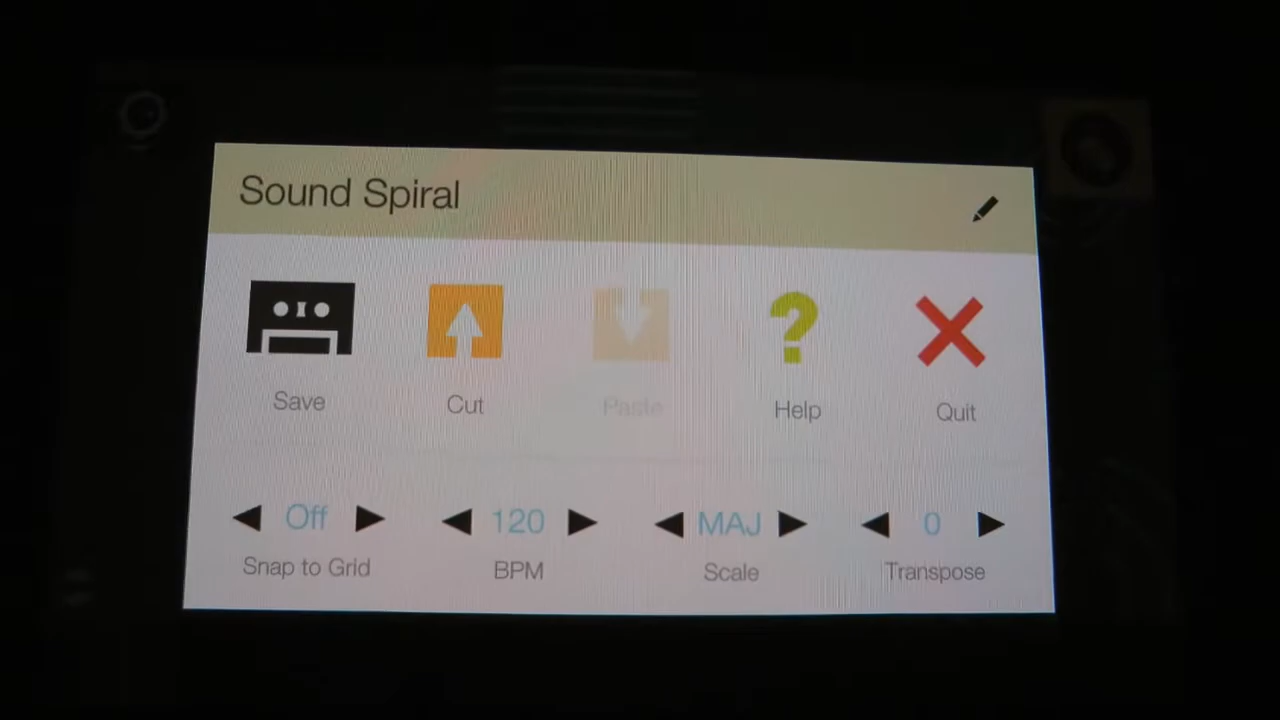 Sound Spiral
Save Cut Paste Help Quit
Off 120 MAJ 0
Snap to Grid BPM Scale Transpose